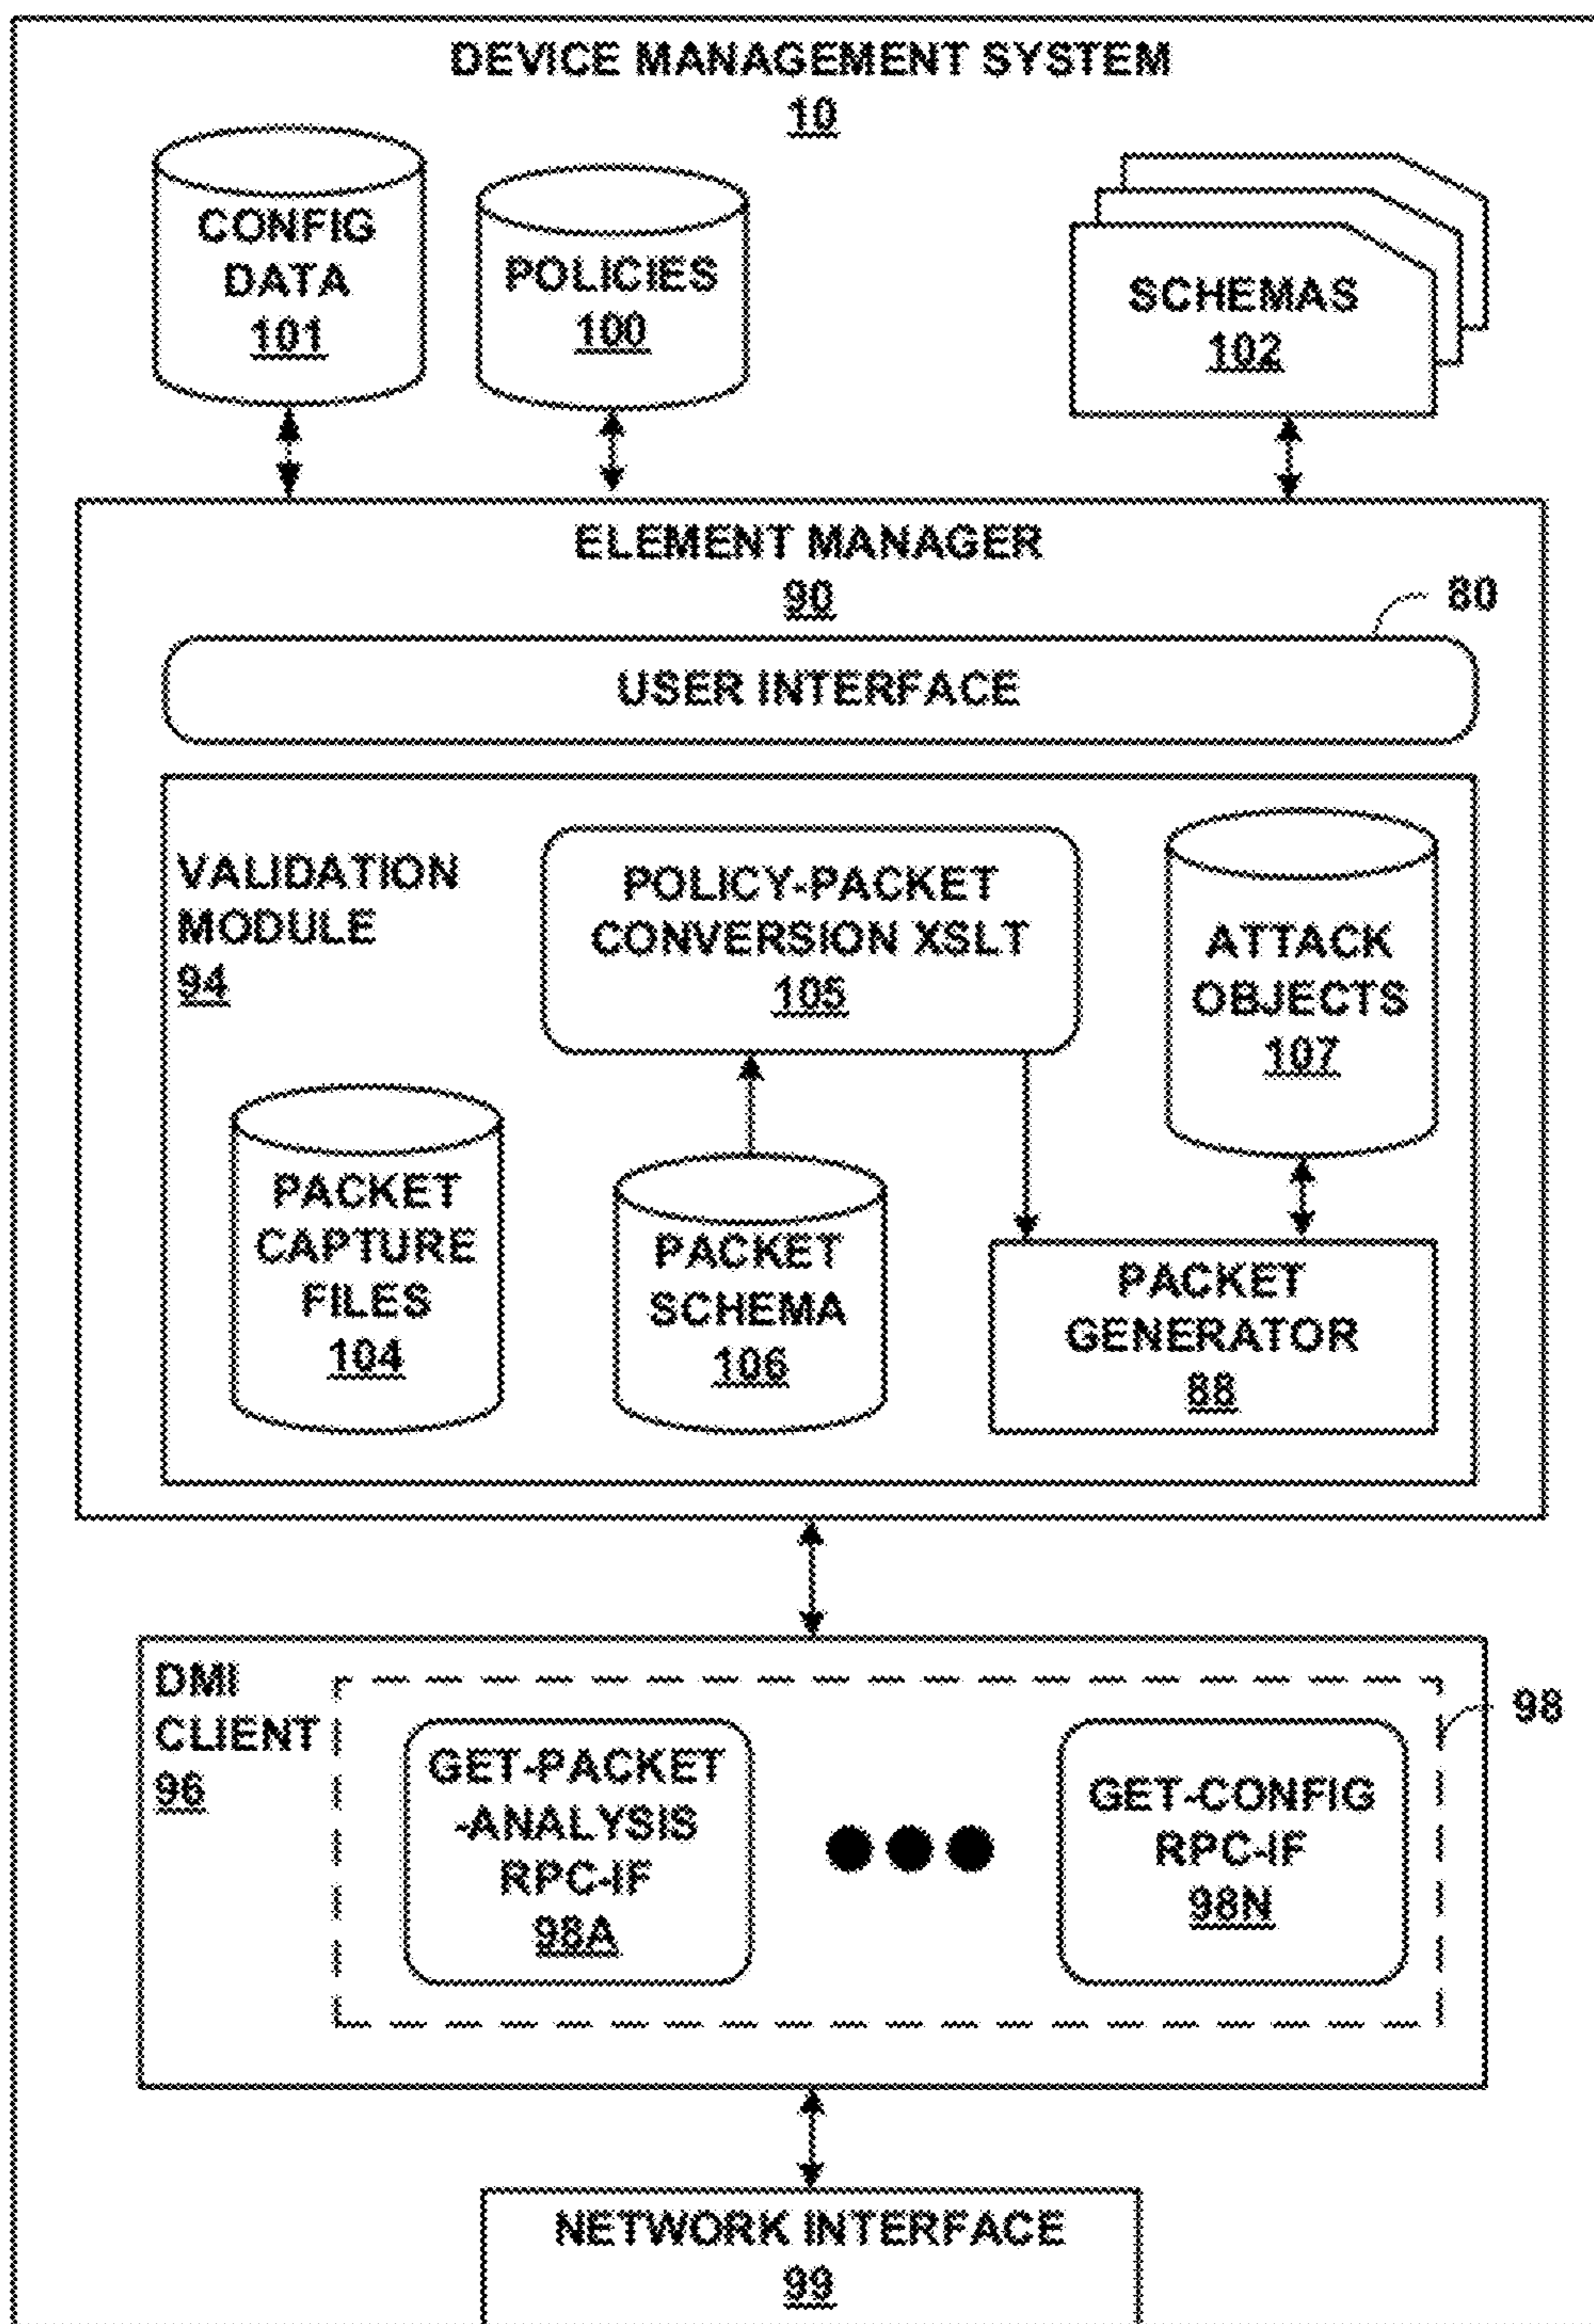 DEVICE MANAGEMENT SYSTEM
10
CONFIG
DATA
101
POLICIES
100
SCHEMAS
102
ELEMENT MANAGER
90
80
USER INTERFACE
VALIDATION
MODULE
94
POLICY-PACKET
CONVERSION XSLT
105
ATTACK
OBJECTS
107
PACKET
CAPTURE
FILES
104
PACKET
SCHEMA
106
PACKET
GENERATOR
88
DMI
CLIENT
96
98
GET-PACKET
-ANALYSIS
RPC-IF
98A
GET-CONFIG
RPC-IF
98N
NETWORK INTERFACE
99